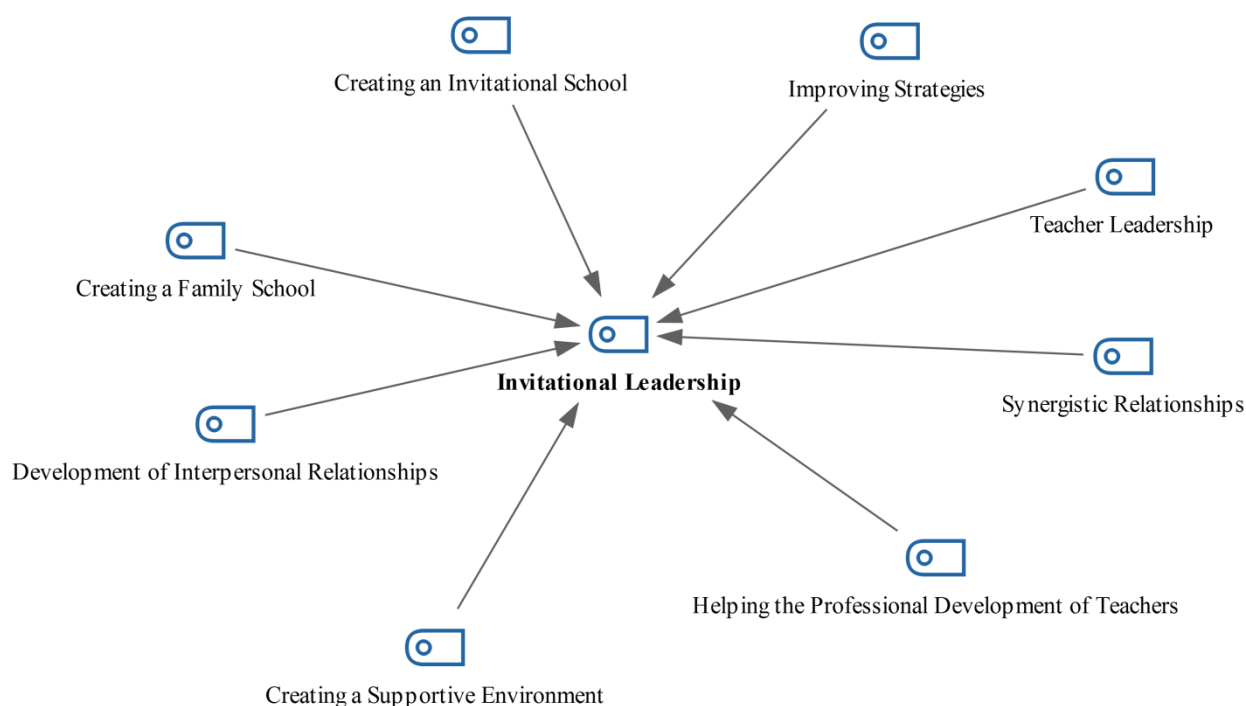 Creating an Invitational School
Improving Strategies
Teacher Leadership
Creating a Family School
Invitational Leadership
Synergistic Relationships
Development of Interpersonal Relationships
Helping the Professional Development of Teachers
Creating a Supportive Environment